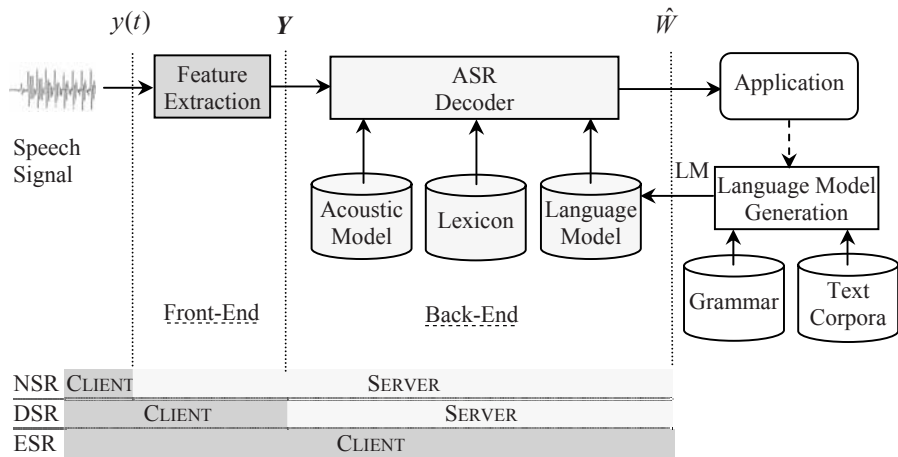 y(t)
Y
Ŵ
Feature
Extraction
ASR
Decoder
Application
Speech
Signal
LM
Language Model
Generation
Acoustic
Model
Lexicon
Language
Model
Grammar
Text
Corpora
Front-End
Back-End
NSR CLIENT SERVER
DSR CLIENT SERVER
ESR CLIENT